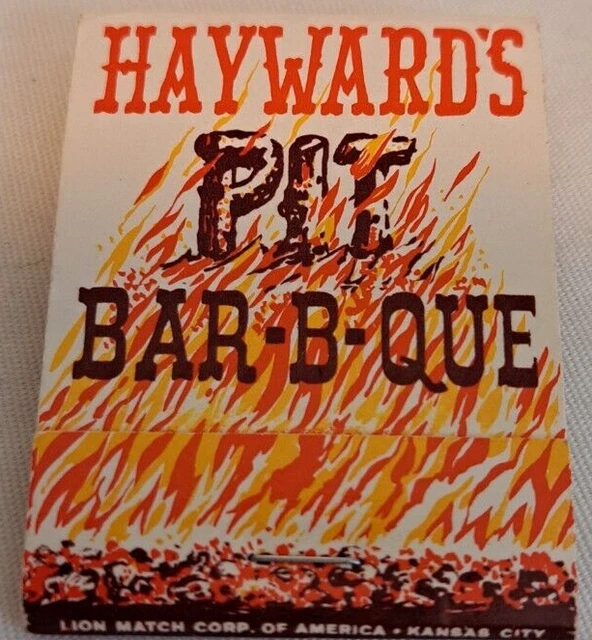 HAYWARD'S
PIT
BAR-B-QUE
LION MATCH CORP. OF AMERICA • KANSAS CITY